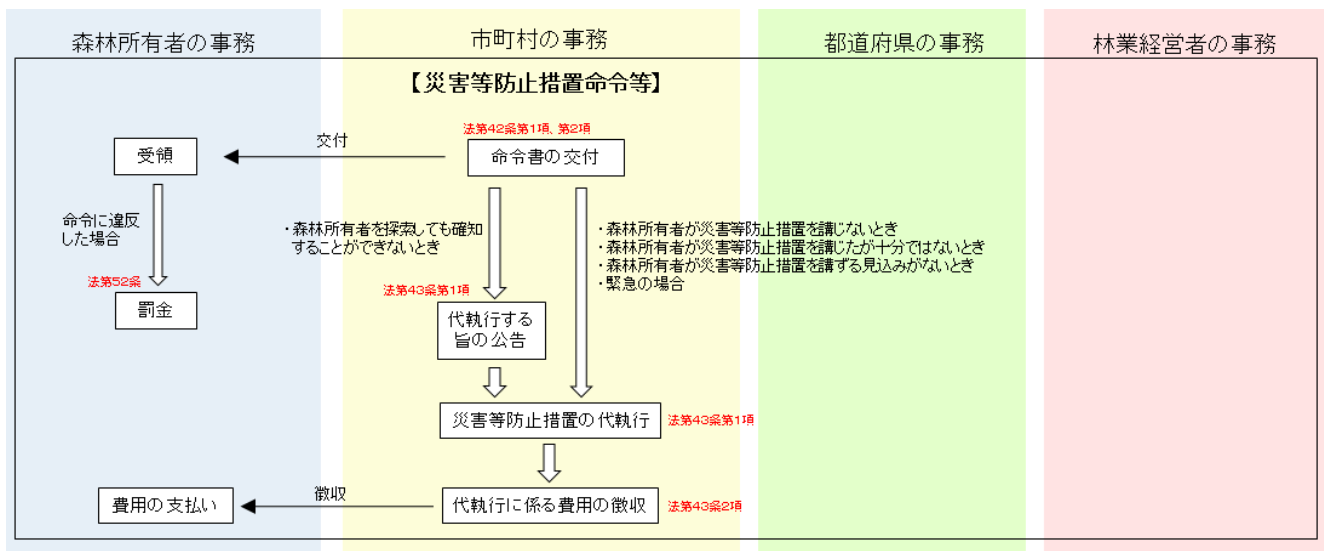 森林所有者の事務
市町村の事務
都道府県の事務
林業経営者の事務
【災害等防止措置命令等】
法第42条第1項、第2項
交付
受領
命令書の交付
命令に違反
した場合
・森林所有者を探索しても確知
することができないとき
・森林所有者が災害等防止措置を講じないとき
・森林所有者が災害等防止措置を講じたが十分ではないとき
・森林所有者が災害等防止措置を講ずる見込みがないとき
・緊急の場合
法第52条
法第43条第1項
罰金
代執行する
旨の公告
災害等防止措置の代執行
法第43条第1項
徴収
費用の支払い
代執行に係る費用の徴収
法第43条2項